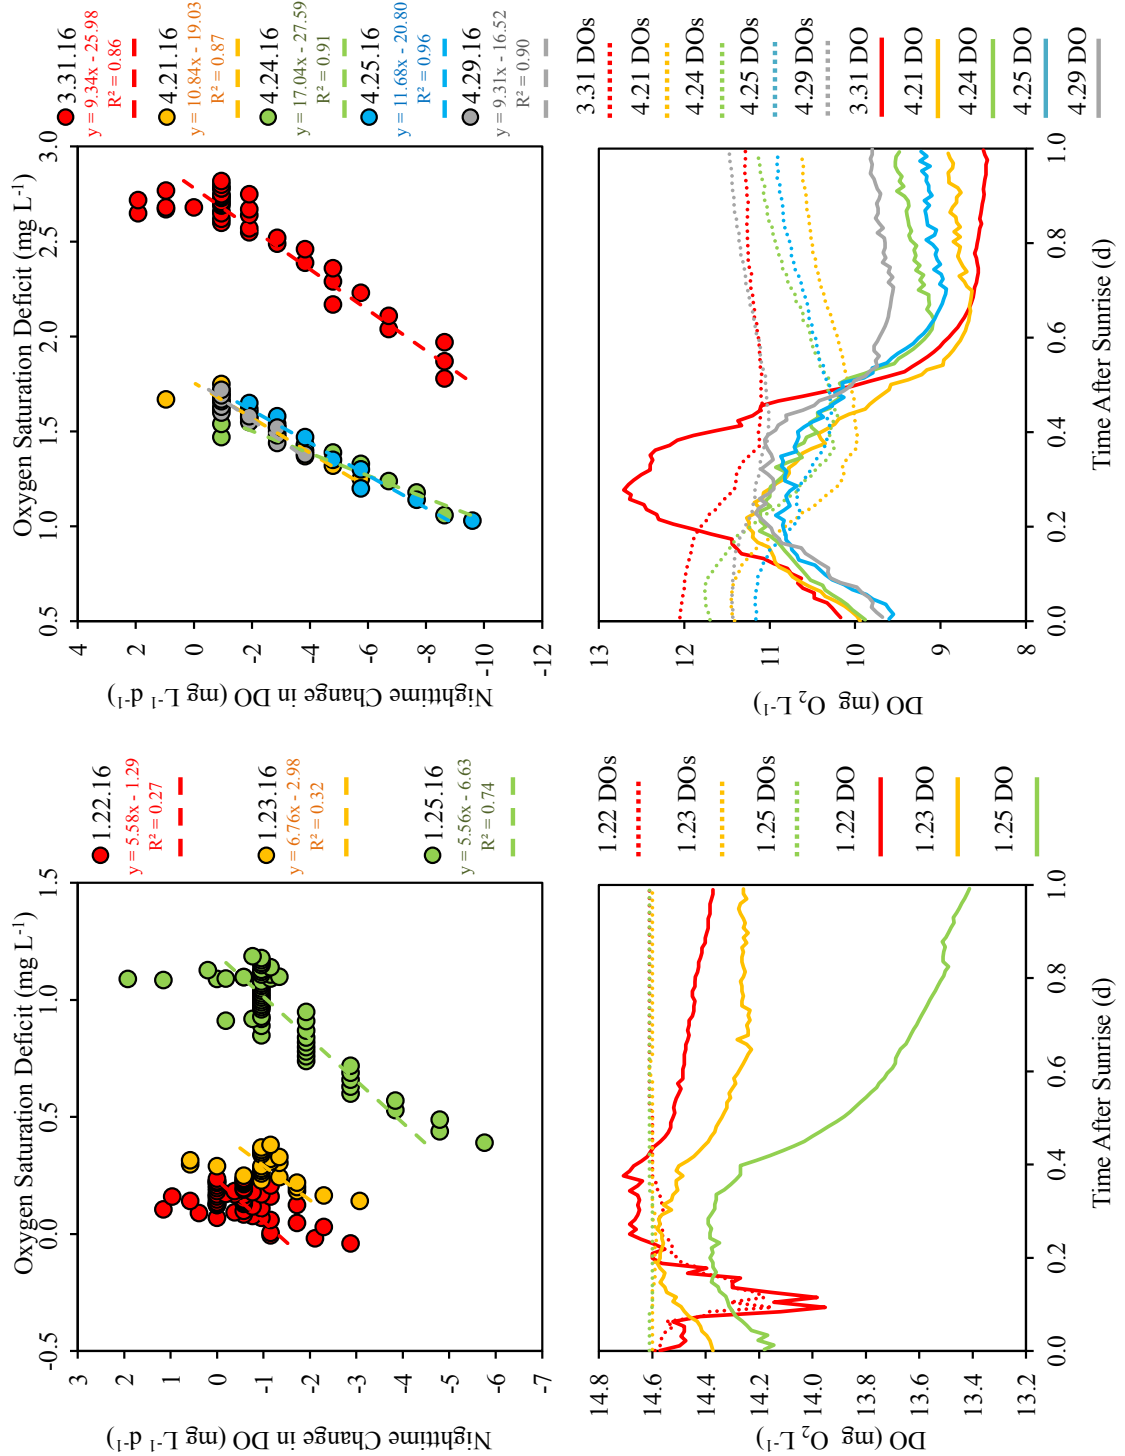 Oxygen Saturation Deficit (mg L⁻¹)
-0.5 0.0 0.5 1.0 1.5
3
2
1
0
-1
-2
-3
-4
-5
-6
-7
Nighttime Change in DO (mg L⁻¹ d⁻¹)
1.22.16
y = 5.58x - 1.29
R² = 0.27
1.23.16
y = 6.76x - 2.98
R² = 0.32
1.25.16
y = 5.56x - 6.63
R² = 0.74
Oxygen Saturation Deficit (mg L⁻¹)
0.5 1.0 1.5 2.0 2.5 3.0
2
0
-2
-4
-6
-8
-10
-12
Nighttime Change in DO (mg L⁻¹ d⁻¹)
3.31.16
y = 9.34x - 25.98
R² = 0.86
4.21.16
y = 10.84x - 19.03
R² = 0.87
4.24.16
y = 17.04x - 27.59
R² = 0.91
4.25.16
y = 11.68x - 20.80
R² = 0.96
4.29.16
y = 9.31x - 16.52
R² = 0.90
14.8
14.6
14.4
14.2
14.0
13.8
13.6
13.4
13.2
DO (mg O₂ L⁻¹)
0.0 0.2 0.4 0.6 0.8 1.0
Time After Sunrise (d)
1.22 DOs
1.23 DOs
1.25 DOs
1.22 DO
1.23 DO
1.25 DO
13
12
11
10
9
8
DO (mg O₂ L⁻¹)
0.0 0.2 0.4 0.6 0.8 1.0
Time After Sunrise (d)
3.31 DOs
4.21 DOs
4.24 DOs
4.25 DOs
4.29 DOs
3.31 DO
4.21 DO
4.24 DO
4.25 DO
4.29 DO